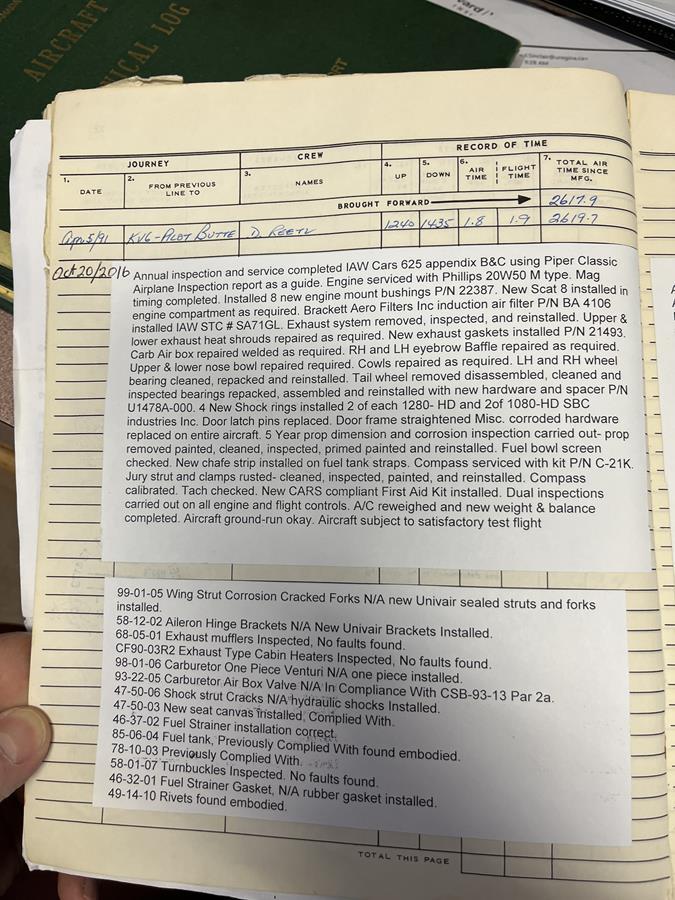 AIRCRAFT
TECHNICAL LOG
JOURNEY
CREW
RECORD OF TIME
1. DATE
2. FROM PREVIOUS LINE TO
3. NAMES
4. UP
5. DOWN
6. AIR TIME
FLIGHT TIME
7. TOTAL AIR TIME SINCE MFG.
BROUGHT FORWARD
2617.9
Apr 5/91 KV6-PLOT BUTTE D. REETZ 1240 1435 1.8 1.9 2619.7
Oct 20/2016
Annual inspection and service completed IAW Cars 625 appendix B&C using Piper Classic
Airplane Inspection report as a guide. Engine serviced with Phillips 20W50 M type. Mag
timing completed. Installed 8 new engine mount bushings P/N 22387. New Scat 8 installed in
engine compartment as required. Brackett Aero Filters Inc induction air filter P/N BA 4106
installed IAW STC # SA71GL. Exhaust system removed, inspected, and reinstalled. Upper &
lower exhaust heat shrouds repaired as required. New exhaust gaskets installed P/N 21493.
Carb Air box repaired welded as required. RH and LH eyebrow Baffle repaired as required.
Upper & lower nose bowl repaired required. Cowls repaired as required. LH and RH wheel
bearing cleaned, repacked and reinstalled. Tail wheel removed disassembled, cleaned and
inspected bearings repacked, assembled and reinstalled with new hardware and spacer P/N
U1478A-000. 4 New Shock rings installed 2 of each 1280- HD and 2of 1080-HD SBC
industries Inc. Door latch pins replaced. Door frame straightened Misc. corroded hardware
replaced on entire aircraft. 5 Year prop dimension and corrosion inspection carried out- prop
removed painted, cleaned, inspected, primed painted and reinstalled. Fuel bowl screen
checked. New chafe strip installed on fuel tank straps. Compass serviced with kit P/N C-21K.
Jury strut and clamps rusted- cleaned, inspected, painted, and reinstalled. Compass
calibrated. Tach checked. New CARS compliant First Aid Kit installed. Dual inspections
carried out on all engine and flight controls. A/C reweighed and new weight & balance
completed. Aircraft ground-run okay. Aircraft subject to satisfactory test flight
99-01-05 Wing Strut Corrosion Cracked Forks N/A new Univair sealed struts and forks
installed.
58-12-02 Aileron Hinge Brackets N/A New Univair Brackets Installed.
68-05-01 Exhaust mufflers Inspected, No faults found.
CF90-03R2 Exhaust Type Cabin Heaters Inspected, No faults found.
98-01-06 Carburetor One Piece Venturi N/A one piece installed.
93-22-05 Carburetor Air Box Valve N/A In Compliance With CSB-93-13 Par 2a.
47-50-06 Shock strut Cracks N/A hydraulic shocks Installed.
47-50-03 New seat canvas installed, Complied With.
46-37-02 Fuel Strainer installation correct.
85-06-04 Fuel tank, Previously Complied With found embodied.
78-10-03 Previously Complied With.
58-01-07 Turnbuckles Inspected. No faults found.
46-32-01 Fuel Strainer Gasket, N/A rubber gasket installed.
49-14-10 Rivets found embodied.
TOTAL THIS PAGE